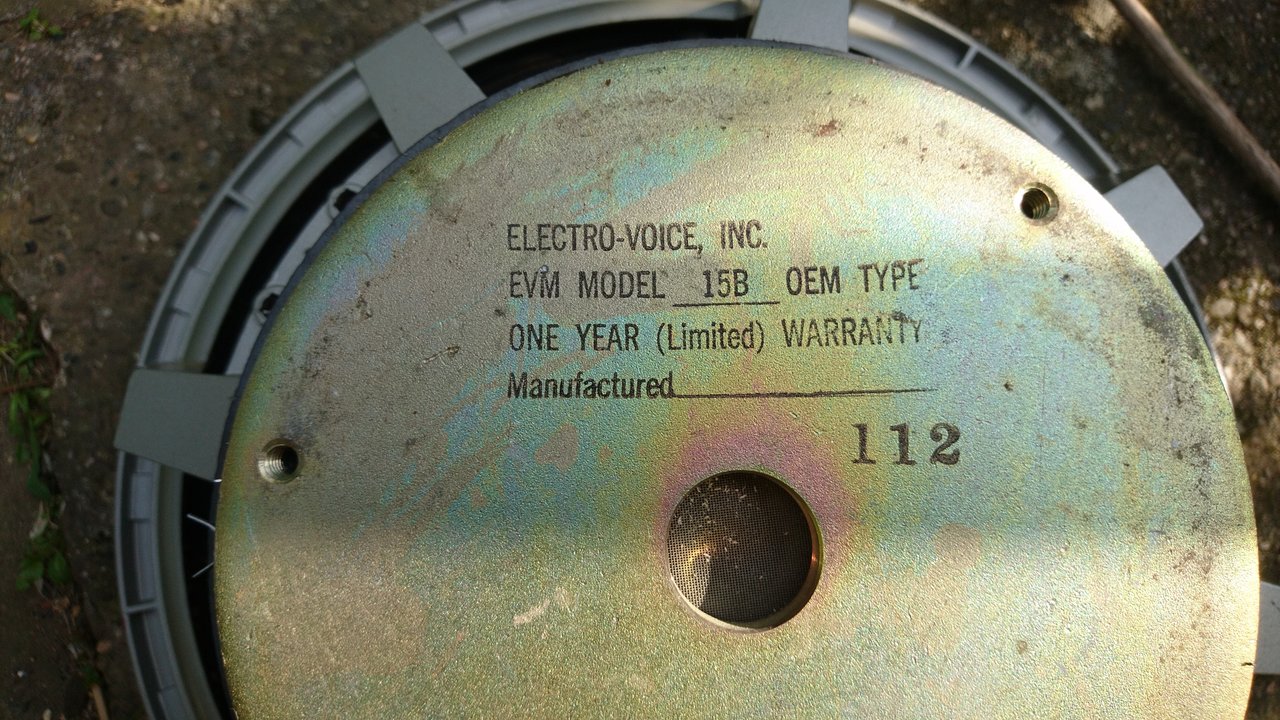 ELECTRO-VOICE, INC.
EVM MODEL 15B OEM TYPE
ONE YEAR (Limited) WARRANTY
Manufactured
112